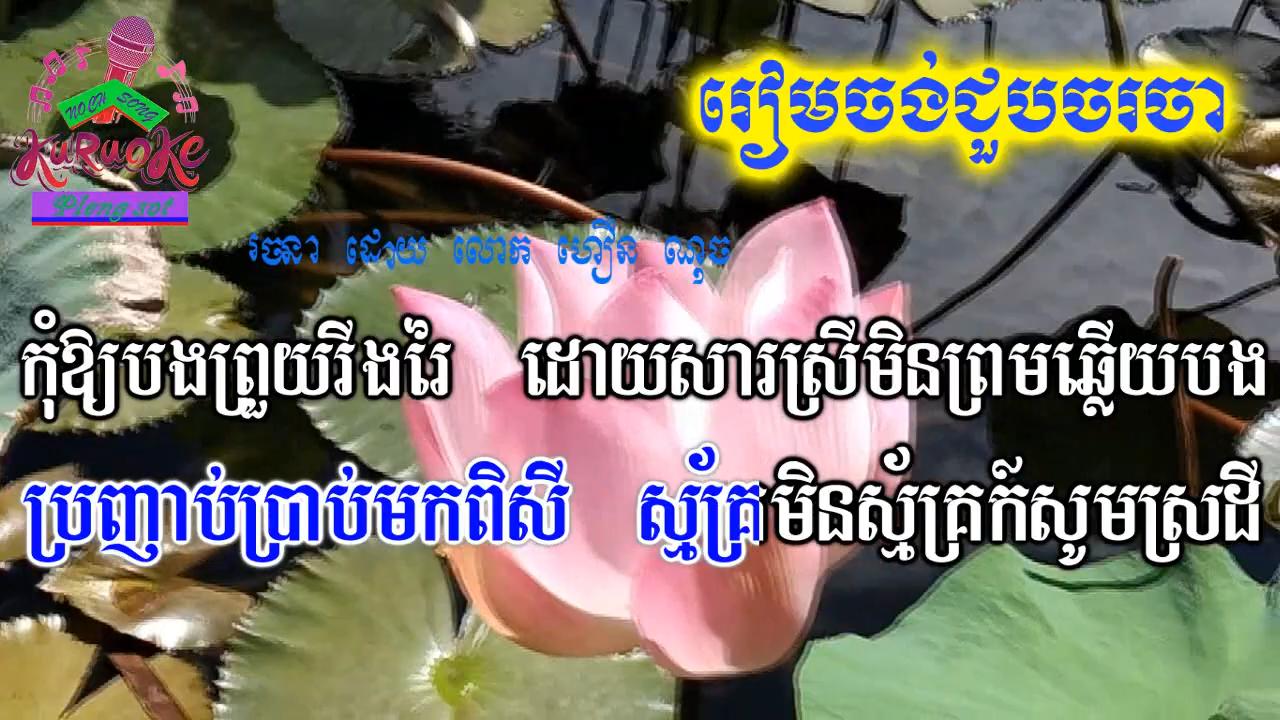 NOCH SONG
KuRuoKe
Pleng sot
រៀមចង់ជួបចរចា
រចនា ដោយ លោក ហឿន ណុច
កុំឱ្យបងព្រួយរីងរៃ ដោយសារស្រីមិនព្រមឆ្លើយបង
ប្រញាប់ប្រាប់មកពិសី ស្ម័គ្រមិនស្ម័គ្រក៍សូមស្រដី